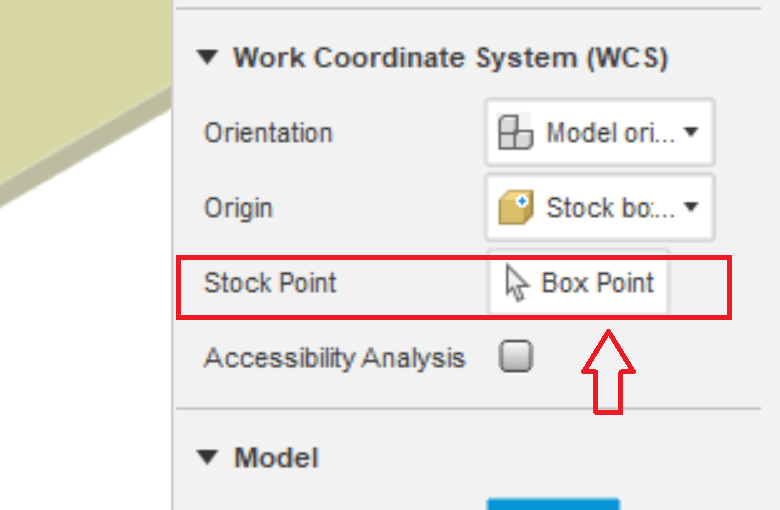 Work Coordinate System (WCS)
Orientation Model ori...
Origin Stock bo...
Stock Point Box Point
Accessibility Analysis
Model